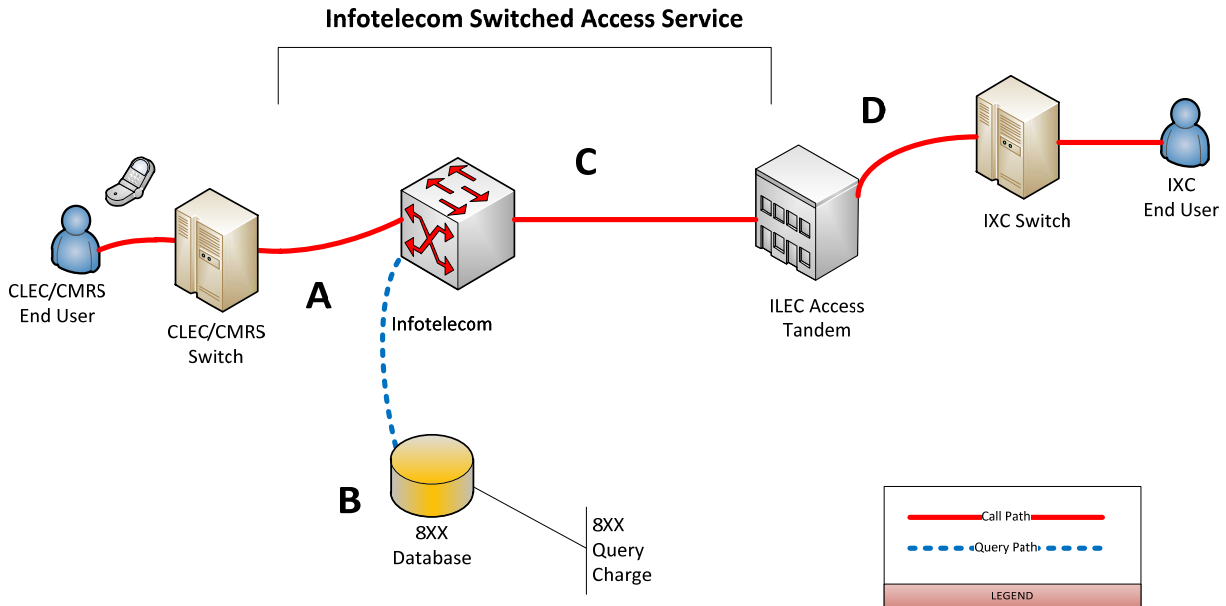 Infotelecom Switched Access Service
D
C
IXC
End User
IXC Switch
CLEC/CMRS
End User
A
ILEC Access
Tandem
CLEC/CMRS
Switch
Infotelecom
B
8XX
Database
8XX
Query
Charge
Call Path
Query Path
LEGEND